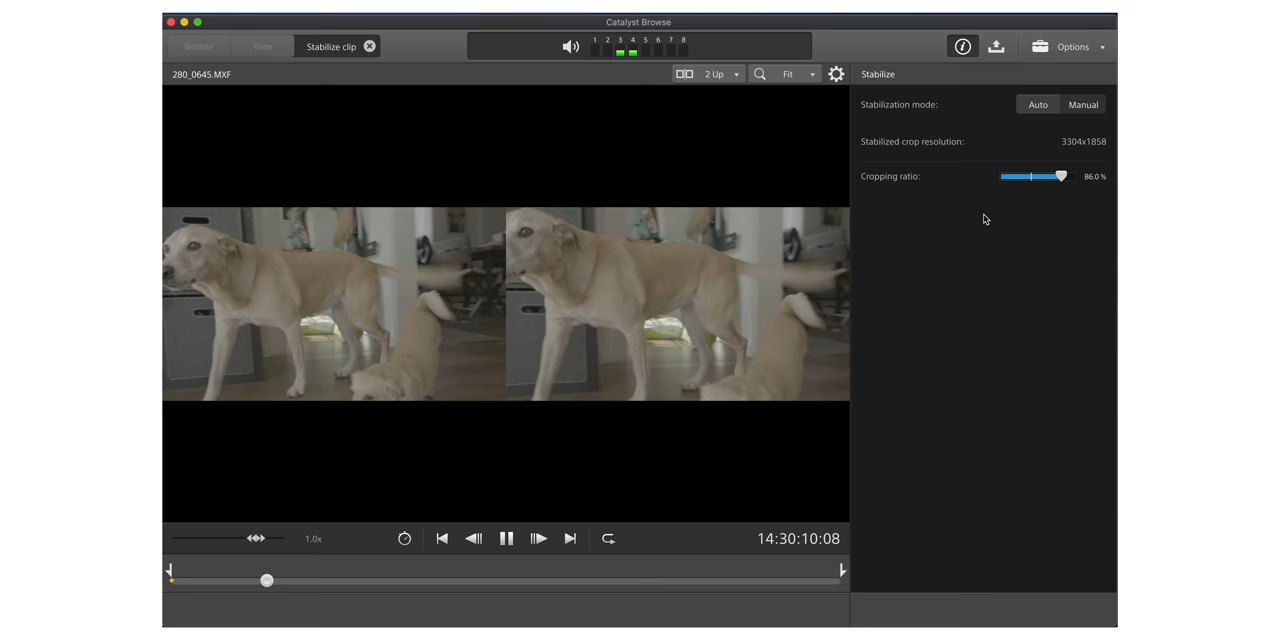 Catalyst Browse
Browse View Stabilize clip 1 2 3 4 5 6 7 8 Options
280_0645.MXF 2 Up Fit Stabilize
Stabilization mode: Auto Manual
Stabilized crop resolution: 3304x1858
Cropping ratio: 86.0 %
1.0x 14:30:10:08